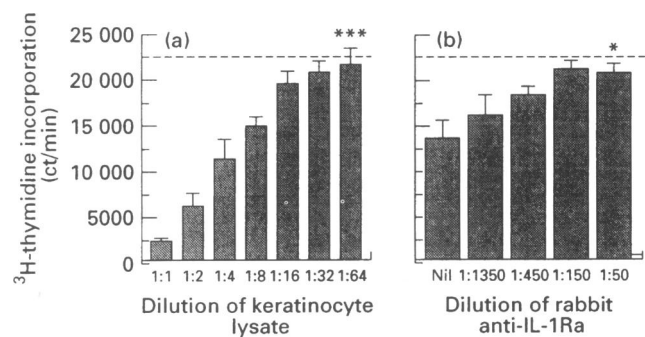 ³H-thymidine incorporation
(ct/min)
25 000
20 000
15 000
10 000
5000
0
(a)
***
1:1 1:2 1:4 1:8 1:16 1:32 1:64
Dilution of keratinocyte
lysate
(b)
*
Nil 1:1350 1:450 1:150 1:50
Dilution of rabbit
anti-IL-1Ra